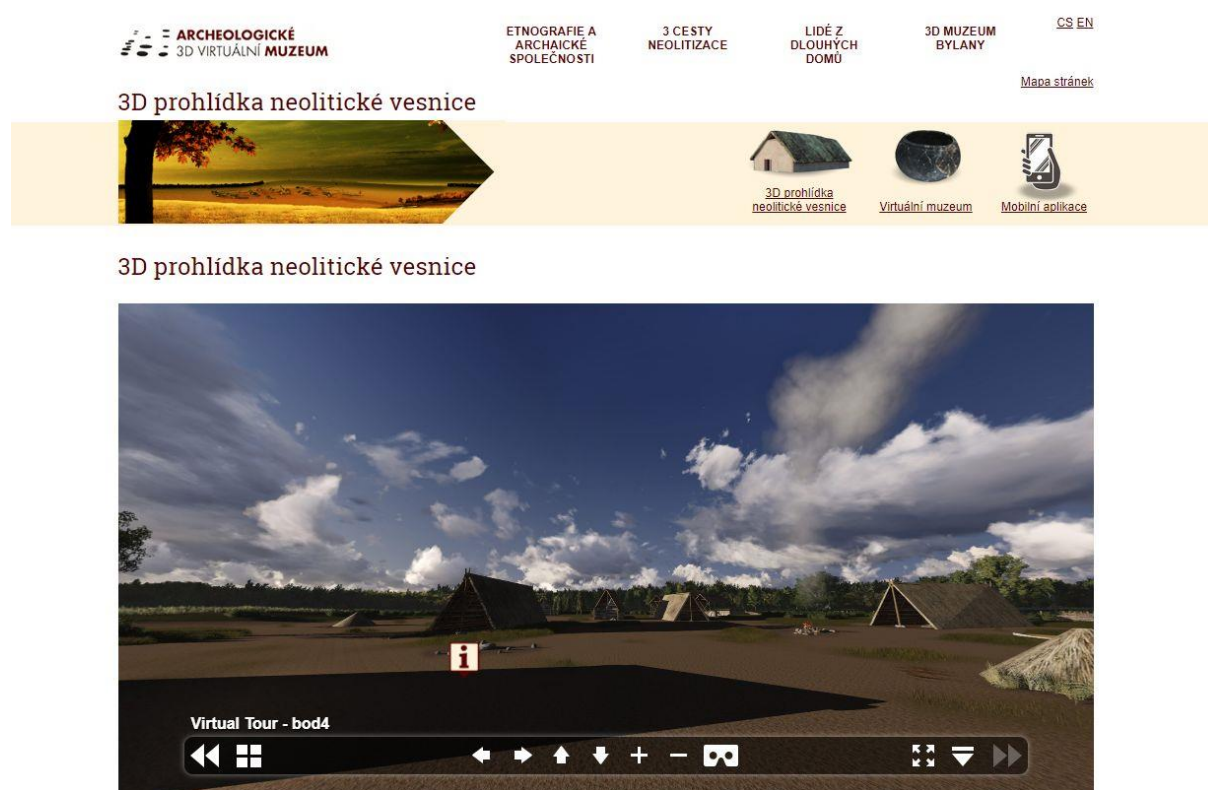 ARCHEOLOGICKÉ
3D VIRTUÁLNÍ MUZEUM
ETNOGRAFIE A
ARCHAICKÉ
SPOLEČNOSTI
3 CESTY
NEOLITIZACE
LIDÉ Z
DLOUHÝCH
DOMŮ
3D MUZEUM
BYLANY
CS EN
Mapa stránek
3D prohlídka neolitické vesnice
3D prohlídka
neolitické vesnice
Virtuální muzeum
Mobilní aplikace
3D prohlídka neolitické vesnice
i
Virtual Tour - bod4